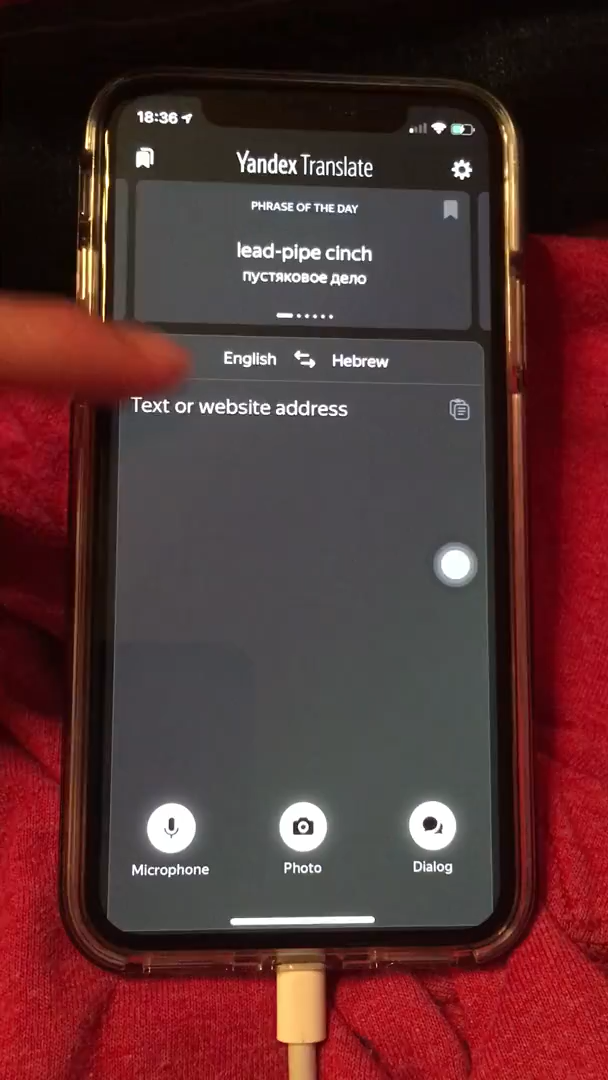 18:36
Yandex Translate
PHRASE OF THE DAY
lead-pipe cinch
пустяковое дело
English Hebrew
Text or website address
Microphone Photo Dialog